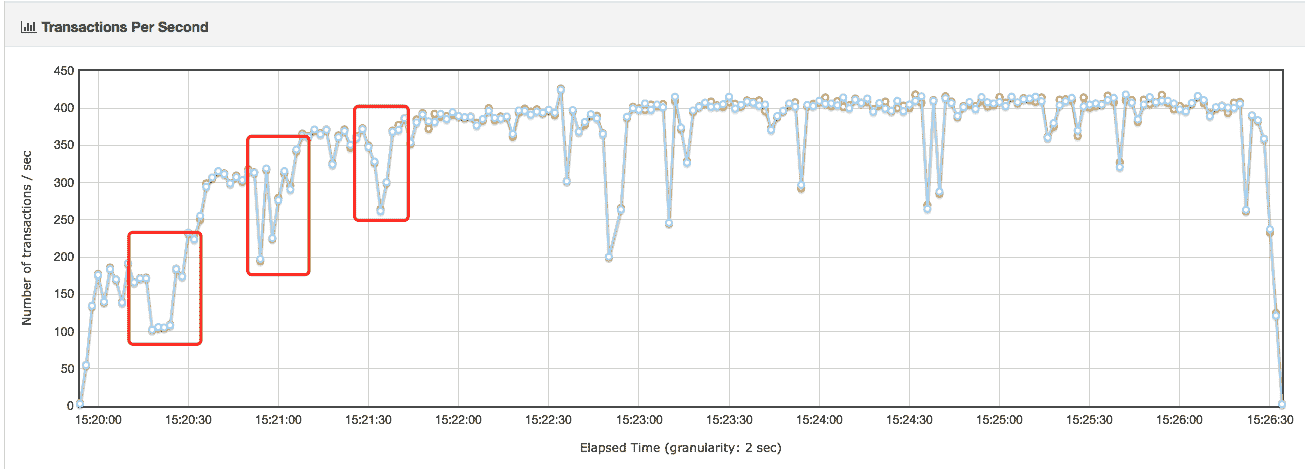 Transactions Per Second
Number of transactions / sec
450
400
350
300
250
200
150
100
50
0
15:20:00 15:20:30 15:21:00 15:21:30 15:22:00 15:22:30 15:23:00 15:23:30 15:24:00 15:24:30 15:25:00 15:25:30 15:26:00 15:26:30
Elapsed Time (granularity: 2 sec)